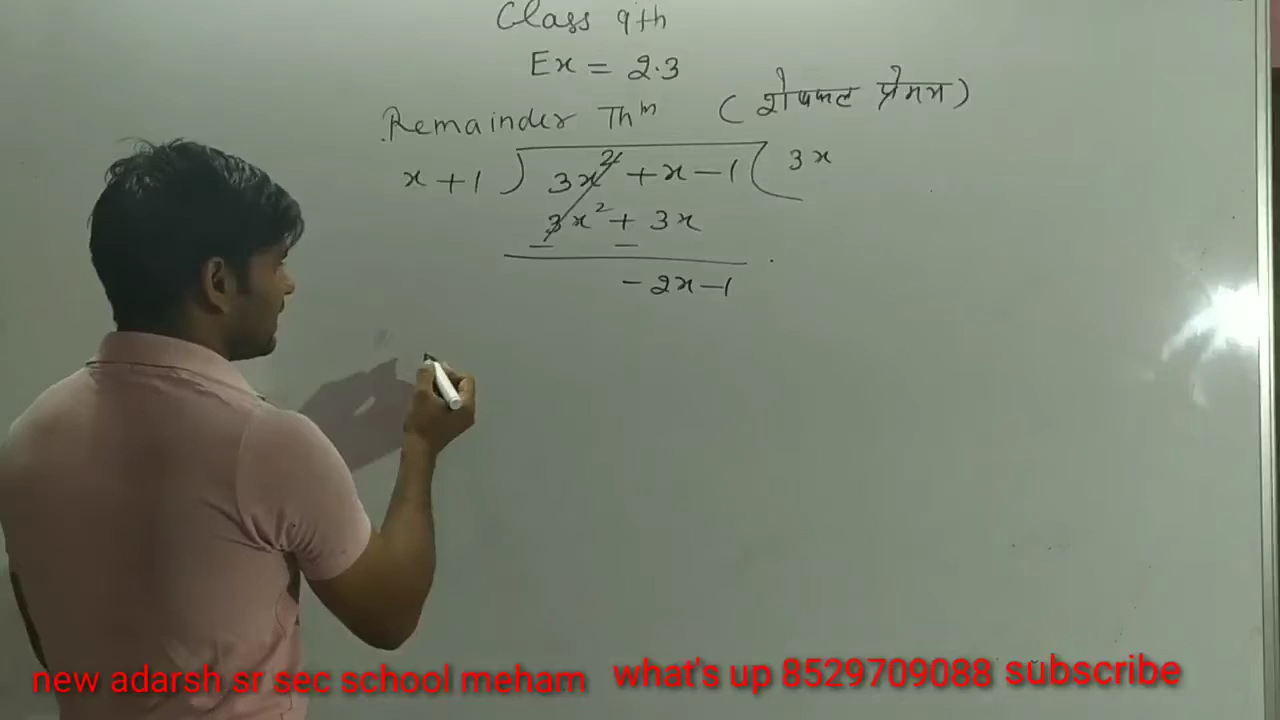 Class 9th
Ex = 2.3
Remainder Thm (शेषफल प्रेमय)
x + 1 ) 3x² + x - 1 ( 3x
3x² + 3x
- -
- 2x - 1
new adarsh sr sec school meham what's up 8529709088 subscribe